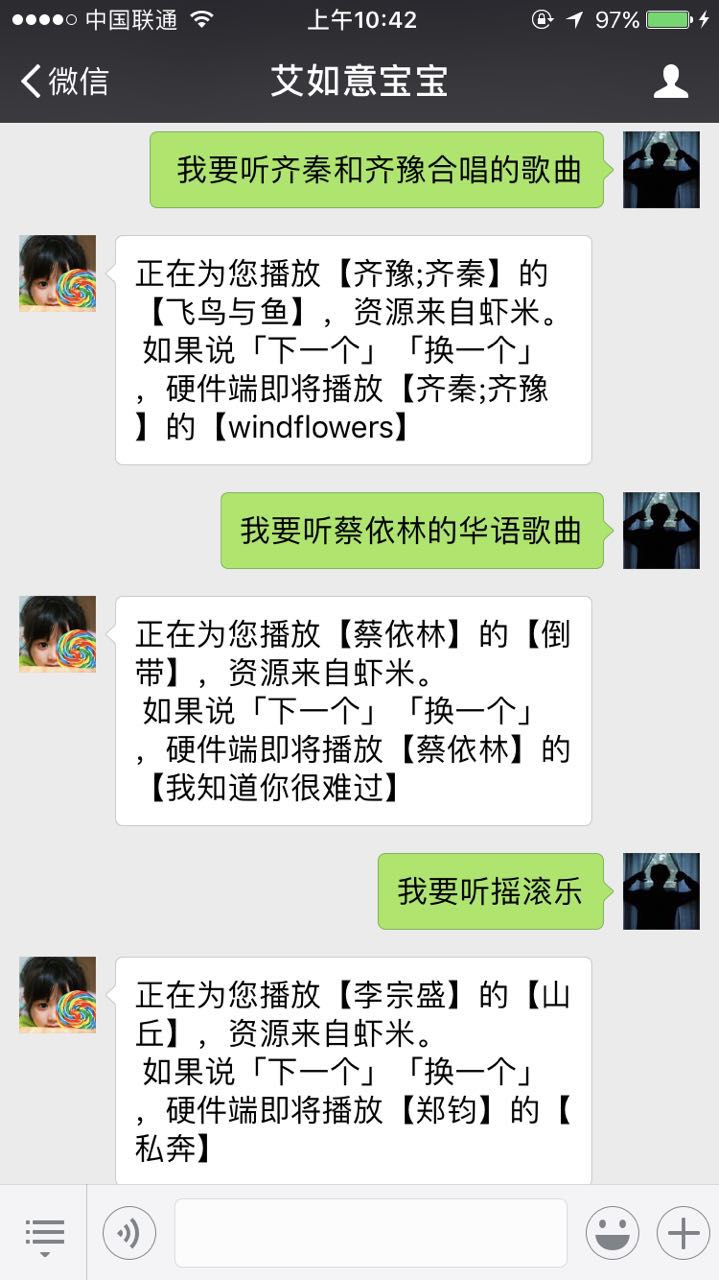 中国联通 上午10:42 97%
微信 艾如意宝宝
我要听齐秦和齐豫合唱的歌曲
正在为您播放【齐豫;齐秦】的
【飞鸟与鱼】，资源来自虾米。
如果说「下一个」「换一个」
，硬件端即将播放【齐秦;齐豫
】的【windflowers】
我要听蔡依林的华语歌曲
正在为您播放【蔡依林】的【倒
带】，资源来自虾米。
如果说「下一个」「换一个」
，硬件端即将播放【蔡依林】的
【我知道你很难过】
我要听摇滚乐
正在为您播放【李宗盛】的【山
丘】，资源来自虾米。
如果说「下一个」「换一个」
，硬件端即将播放【郑钧】的【
私奔】